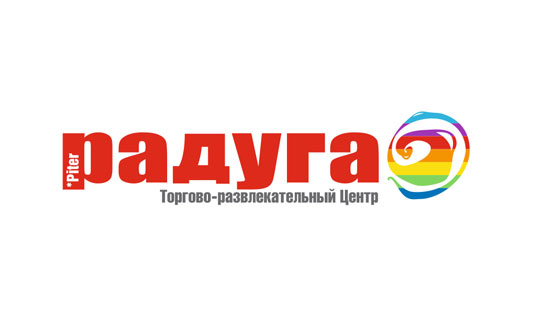 *Piter
радуга
Торгово-развлекательный Центр